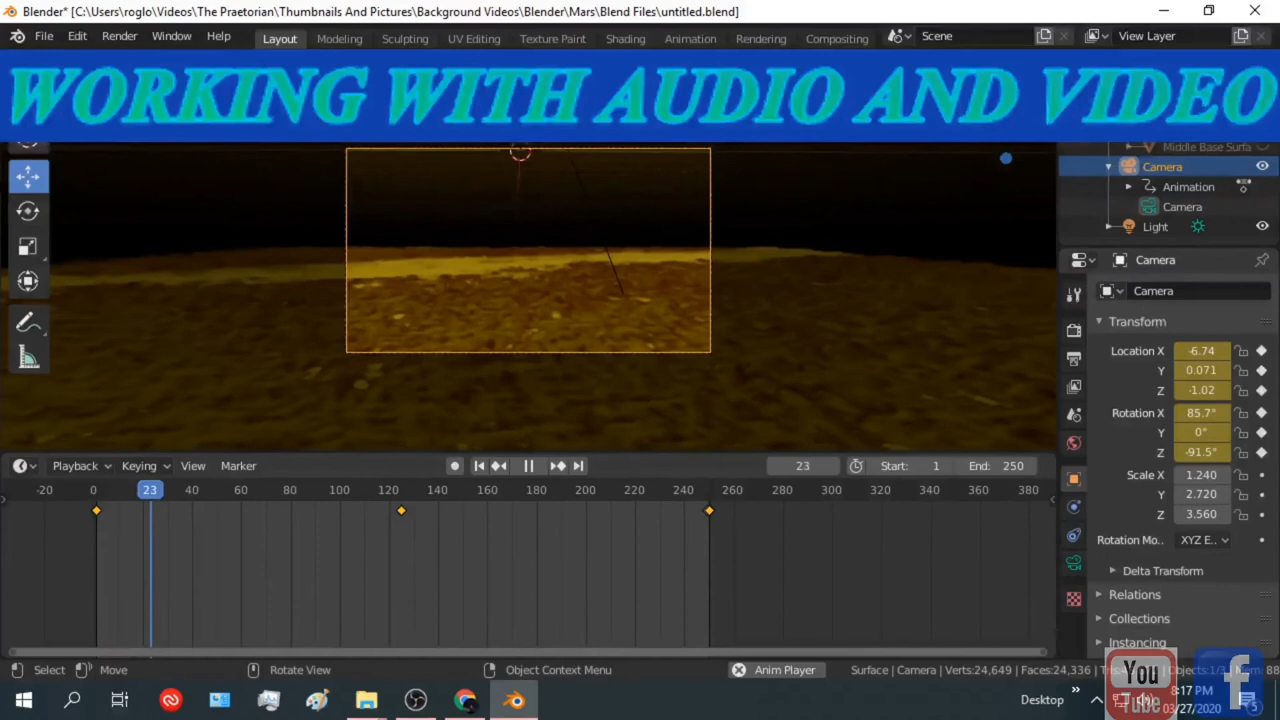 Blender* [C:\Users\roglo\Videos\The Praetorian\Thumbnails And Pictures\Background Videos\Blender\Mars\Blend Files\untitled.blend]
File Edit Render Window Help Layout Modeling Sculpting UV Editing Texture Paint Shading Animation Rendering Compositing Scene View Layer
WORKING WITH AUDIO AND VIDEO
Middle Base Surfa
Camera
Animation
Camera
Light
Camera
Camera
Transform
Location X -6.74
Y 0.071
Z -1.02
Rotation X 85.7°
Y 0°
Z -91.5°
Scale X 1.240
Y 2.720
Z 3.560
Rotation Mo.. XYZ E..
Delta Transform
Relations
Collections
Instancing
Playback Keying View Marker 23 Start: 1 End: 250
-20 0 23 40 60 80 100 120 140 160 180 200 220 240 260 280 300 320 340 360 380
Select Move Rotate View Object Context Menu Anim Player Surface | Camera | Verts:24,649 | Faces:24,336
You
Tube
f
Desktop
8:17 PM
03/27/2020
5